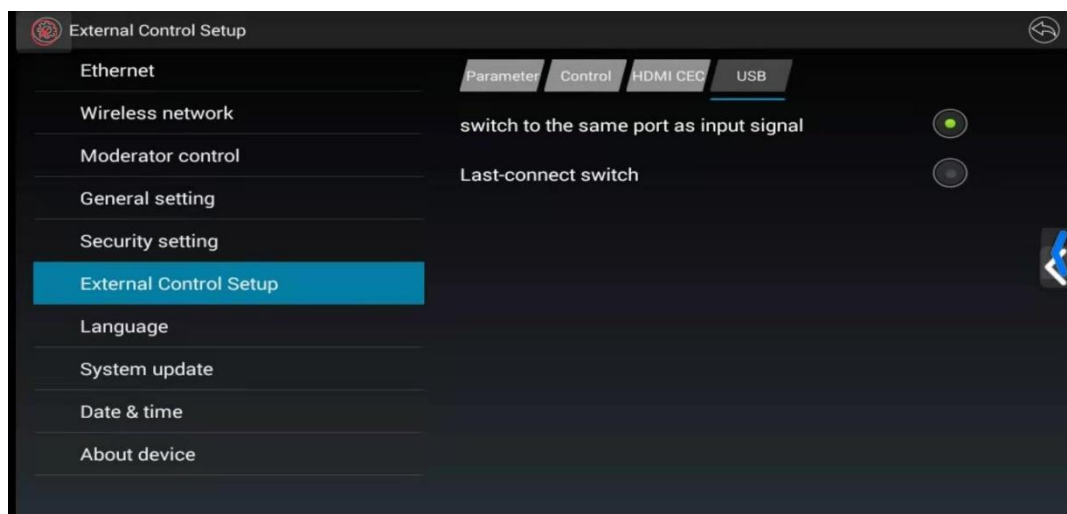 External Control Setup
Ethernet
Wireless network
Moderator control
General setting
Security setting
External Control Setup
Language
System update
Date & time
About device
Parameter Control HDMI CEC USB
switch to the same port as input signal
Last-connect switch